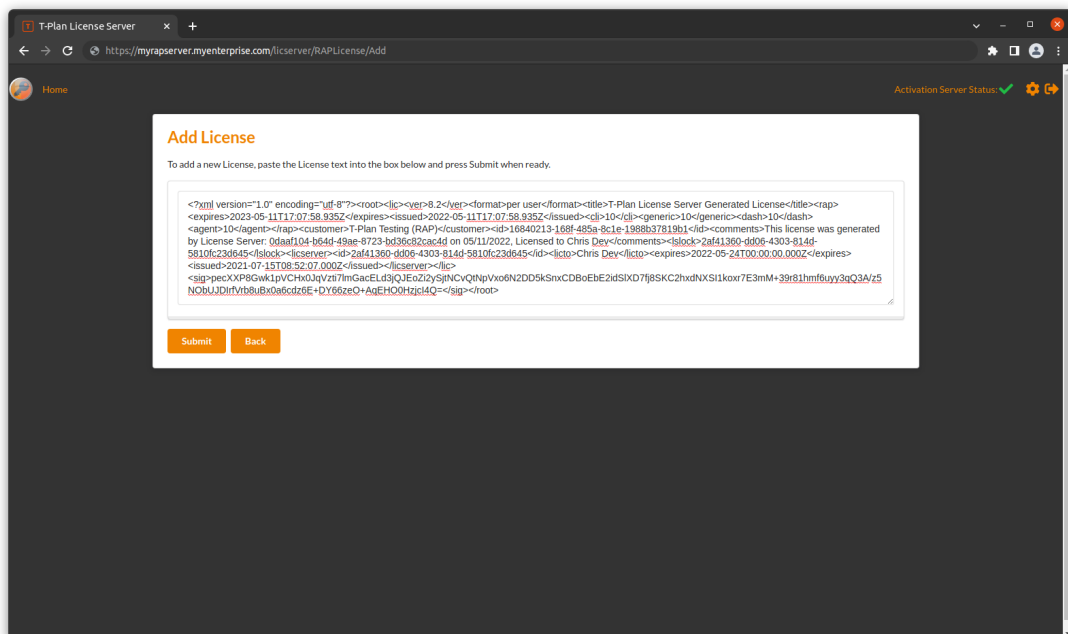 T-Plan License Server
https://myrapserver.myenterprise.com/licserver/RAPLicense/Add
Home
Activation Server Status:
Add License
To add a new License, paste the License text into the box below and press Submit when ready.
<?xml version="1.0" encoding="utf-8"?><root><lic><ver>8.2</ver><format>per user</format><title>T-Plan License Server Generated License</title><rap>
<expires>2023-05-11T17:07:58.935Z</expires><issued>2022-05-11T17:07:58.935Z</issued><cli>10</cli><generic>10</generic><dash>10</dash>
<agent>10</agent></rap><customer>T-Plan Testing (RAP)</customer><id>16840213-168f-485a-8c1e-1988b37819b1</id><comments>This license was generated
by License Server: 0daaf104-b64d-49ae-8723-bd36c82cac4d on 05/11/2022, Licensed to Chris Dev</comments><lslock>2af41360-dd06-4303-814d-
5810fc23d645</lslock><licserver><id>2af41360-dd06-4303-814d-5810fc23d645</id><licto>Chris Dev</licto><expires>2022-05-24T00:00:00.000Z</expires>
<issued>2021-07-15T08:52:07.000Z</issued></licserver></lic>
<sig>pecXXP8Gwk1pVCHx0JqVzti7lmGacELd3jQJEoZi2ySjtNCvQtNpVxo6N2DD5kSnxCDBoEbE2idSlXD7fj8SKC2hxdNXSI1koxr7E3mM+39r81hmf6uyy3qQ3A/z5
NObUJDIrfVrb8uBx0a6cdz6E+DY66zeO+AqEHO0HzjcI4Q=</sig></root>
Submit Back